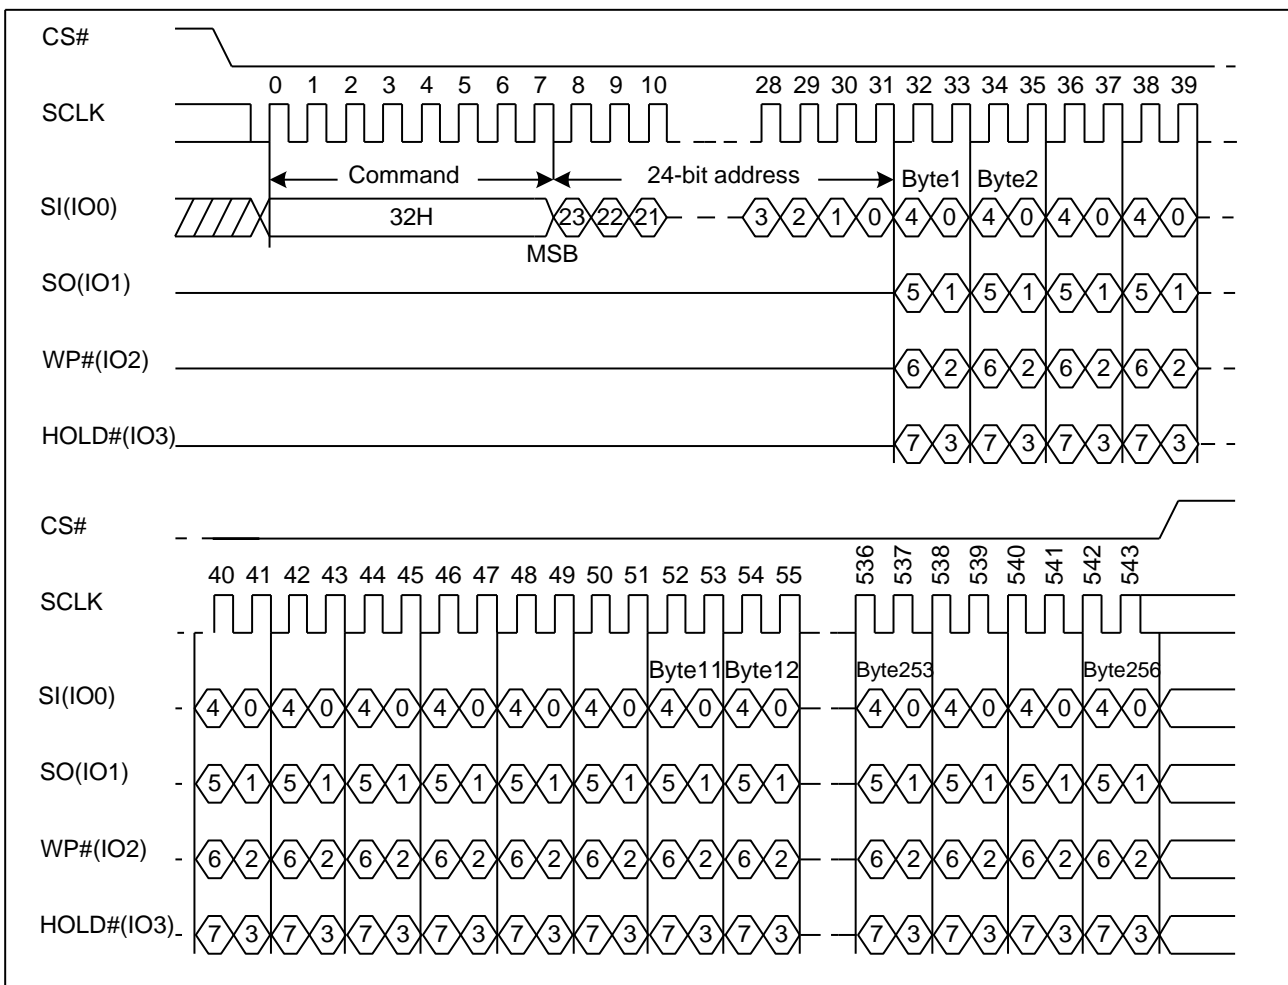 CS#
0 1 2 3 4 5 6 7 8 9 10 28 29 30 31 32 33 34 35 36 37 38 39
SCLK
Command 24-bit address Byte1 Byte2
SI(IO0) 32H 23 22 21 3 2 1 0 4 0 4 0 4 0 4 0
MSB
SO(IO1) 5 1 5 1 5 1 5 1
WP#(IO2) 6 2 6 2 6 2 6 2
HOLD#(IO3) 7 3 7 3 7 3 7 3
CS#
40 41 42 43 44 45 46 47 48 49 50 51 52 53 54 55 536 537 538 539 540 541 542 543
SCLK
Byte11 Byte12 Byte253 Byte256
SI(IO0) 4 0 4 0 4 0 4 0 4 0 4 0 4 0 4 0 4 0 4 0 4 0 4 0
SO(IO1) 5 1 5 1 5 1 5 1 5 1 5 1 5 1 5 1 5 1 5 1 5 1 5 1
WP#(IO2) 6 2 6 2 6 2 6 2 6 2 6 2 6 2 6 2 6 2 6 2 6 2 6 2
HOLD#(IO3) 7 3 7 3 7 3 7 3 7 3 7 3 7 3 7 3 7 3 7 3 7 3 7 3